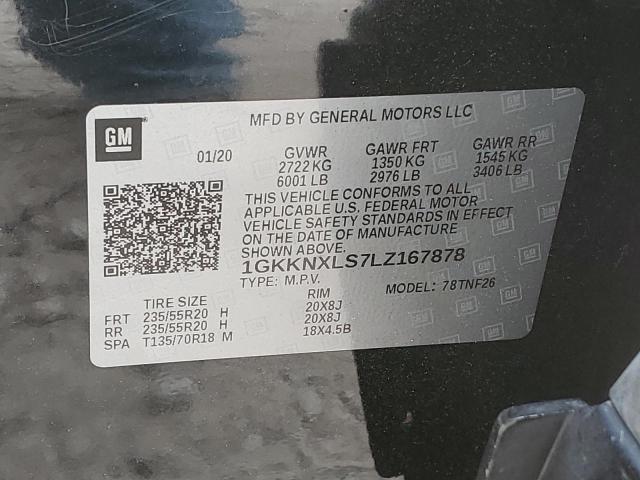 MFD BY GENERAL MOTORS LLC
GM
01/20 GVWR GAWR FRT GAWR RR
2722 KG 1350 KG 1545 KG
6001 LB 2976 LB 3406 LB
THIS VEHICLE CONFORMS TO ALL
APPLICABLE U.S. FEDERAL MOTOR
VEHICLE SAFETY STANDARDS IN EFFECT
ON THE DATE OF MANUFACTURE.
1GKKNXLS7LZ167878
TYPE: M.P.V. MODEL: 78TNF26
TIRE SIZE RIM
FRT 235/55R20 H 20X8J
RR 235/55R20 H 20X8J
SPA T135/70R18 M 18X4.5B